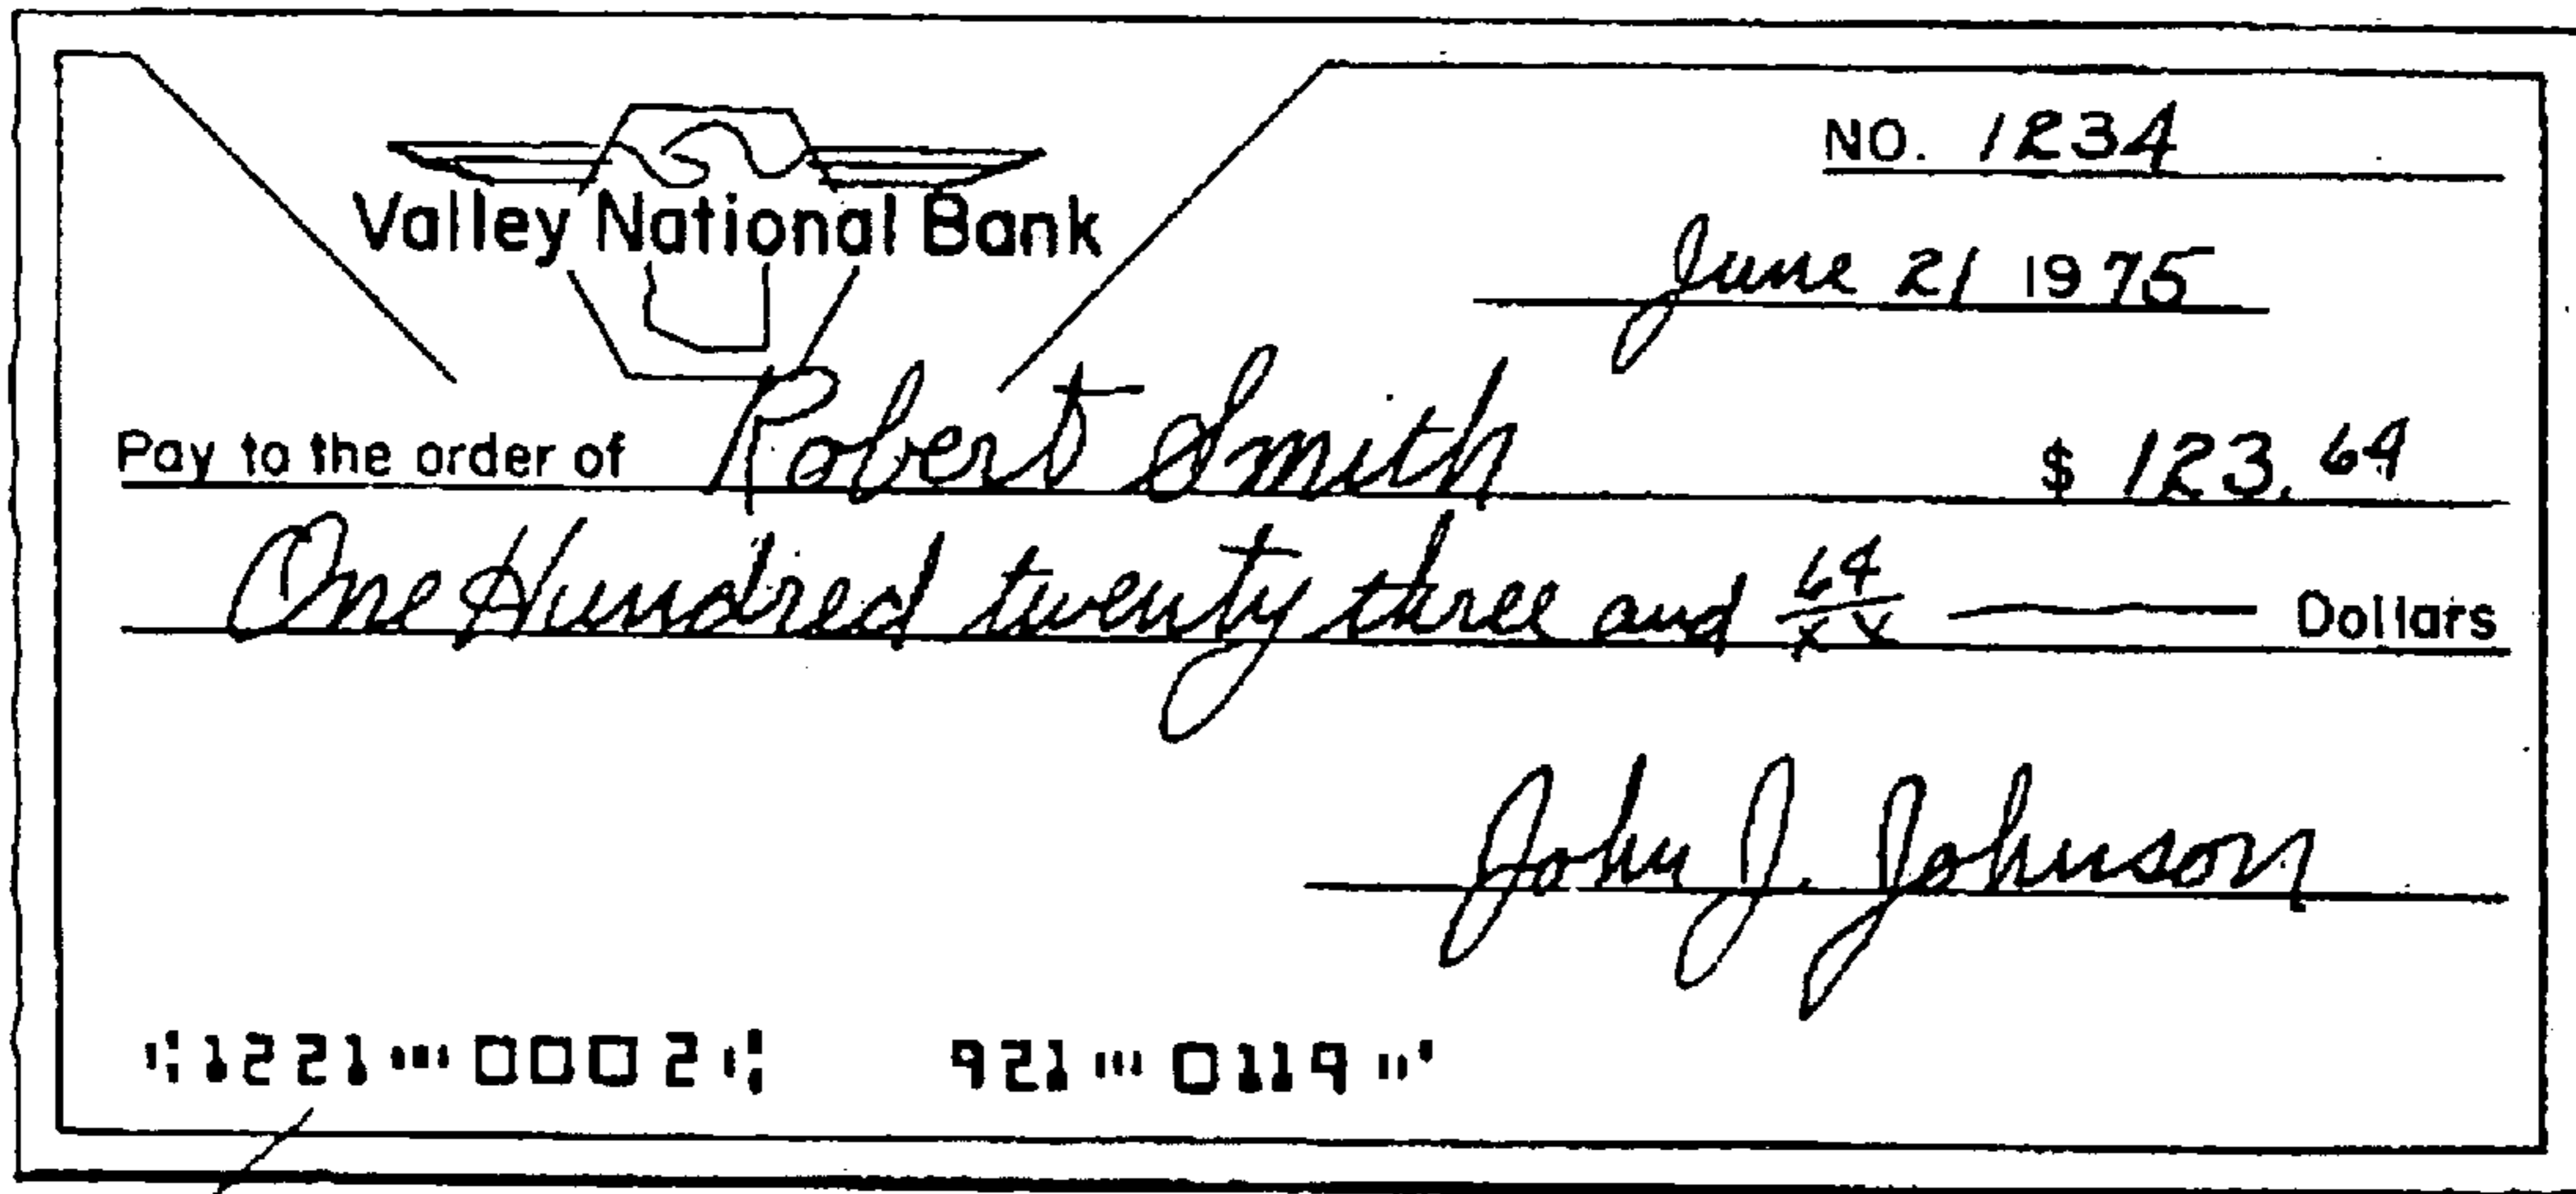 Valley National Bank
NO. 1234
June 21 1975
Pay to the order of Robert Smith $ 123.64
One Hundred twenty three and 64/xx Dollars
John J. Johnson
⑆1221⑉0002⑆ 921⑉0119⑈